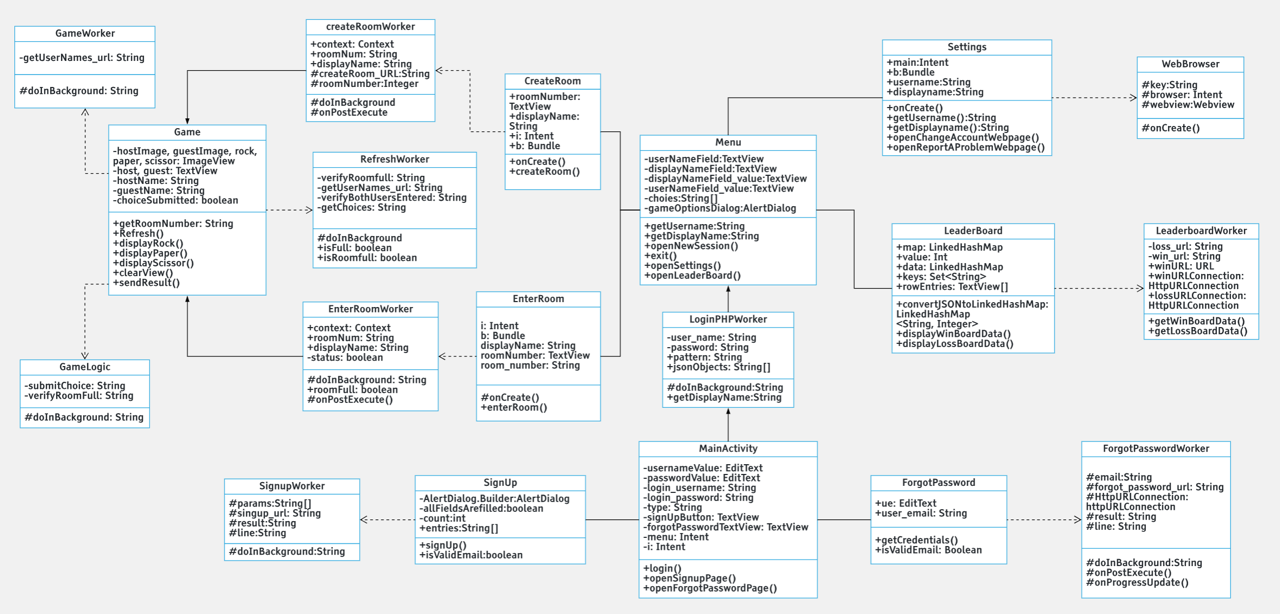 GameWorker
-getUserNames_url: String
#doInBackground: String
createRoomWorker
+context: Context
+roomNum: String
+displayName: String
#createRoom_URL:String
#roomNumber:Integer
#doInBackground
#onPostExecute
CreateRoom
+roomNumber:
TextView
+displayName:
String
+i: Intent
+b: Bundle
+onCreate()
+createRoom()
Settings
+main:Intent
+b:Bundle
+username:String
+displayname:String
+onCreate()
+getUsername():String
+getDisplayname():String
+openChangeAccountWebpage()
+openReportAProblemWebpage()
WebBrowser
#key:String
#browser: Intent
#webview:Webview
#onCreate()
Game
-hostImage, guestImage, rock,
paper, scissor: ImageView
-host, guest: TextView
-hostName: String
-guestName: String
-choiceSubmitted: boolean
+getRoomNumber: String
+Refresh()
+displayRock()
+displayPaper()
+displayScissor()
+clearView()
+sendResult()
RefreshWorker
-verifyRoomfull: String
-getUserNames_url: String
-verifyBothUsersEntered: String
-getChoices: String
#doInBackground
+isFull: boolean
+isRoomfull: boolean
Menu
-userNameField:TextView
-displayNameField:TextView
-displayNameField_value:TextView
-userNameField_value:TextView
-choies:String[]
-gameOptionsDialog:AlertDialog
+getUsername:String
+getDisplayName:String
+openNewSession()
+exit()
+openSettings()
+openLeaderBoard()
LeaderBoard
+map: LinkedHashMap
+value: Int
+data: LinkedHashMap
+keys: Set<String>
+rowEntries: TextView[]
+convertJSONtoLinkedHashMap:
LinkedHashMap
<String, Integer>
+displayWinBoardData()
+displayLossBoardData()
LeaderboardWorker
-loss_url: String
-win_url: String
+winURL: URL
+winURLConnection:
HttpURLConnection
+lossURLConnection:
HttpURLConnection
+getWinBoardData()
+getLossBoardData()
GameLogic
-submitChoice: String
-verifyRoomFull: String
#doInBackground: String
EnterRoomWorker
+context: Context
+roomNum: String
+displayName: String
-status: boolean
#doInBackground: String
+roomFull: boolean
#onPostExecute()
EnterRoom
i: Intent
b: Bundle
displayName: String
roomNumber: TextView
room_number: String
#onCreate()
+enterRoom()
LoginPHPWorker
-user_name: String
-password: String
+pattern: String
+jsonObjects: String[]
#doInBackground: String
+getDisplayName:String
MainActivity
-usernameValue: EditText
-passwordValue: EditText
-login_username: String
-login_password: String
-type: String
-signUpButton: TextView
-forgotPasswordTextView: TextView
-menu: Intent
-i: Intent
+login()
+openSignupPage()
+openForgotPasswordPage()
SignupWorker
#params:String[]
#singup_url: String
#result:String
#line:String
#doInBackground:String
SignUp
-AlertDialog.Builder:AlertDialog
-allFieldsArefilled:boolean
-count:int
+entries:String[]
+signUp()
+isValidEmail:boolean
ForgotPassword
+ue: EditText
+user_email: String
+getCredentials()
+isValidEmail: Boolean
ForgotPasswordWorker
#email:String
#forgot_password_url: String
#HttpURLConnection:
httpURLConnection
#result: String
#line: String
#doInBackground:String
#onPostExecute()
#onProgressUpdate()